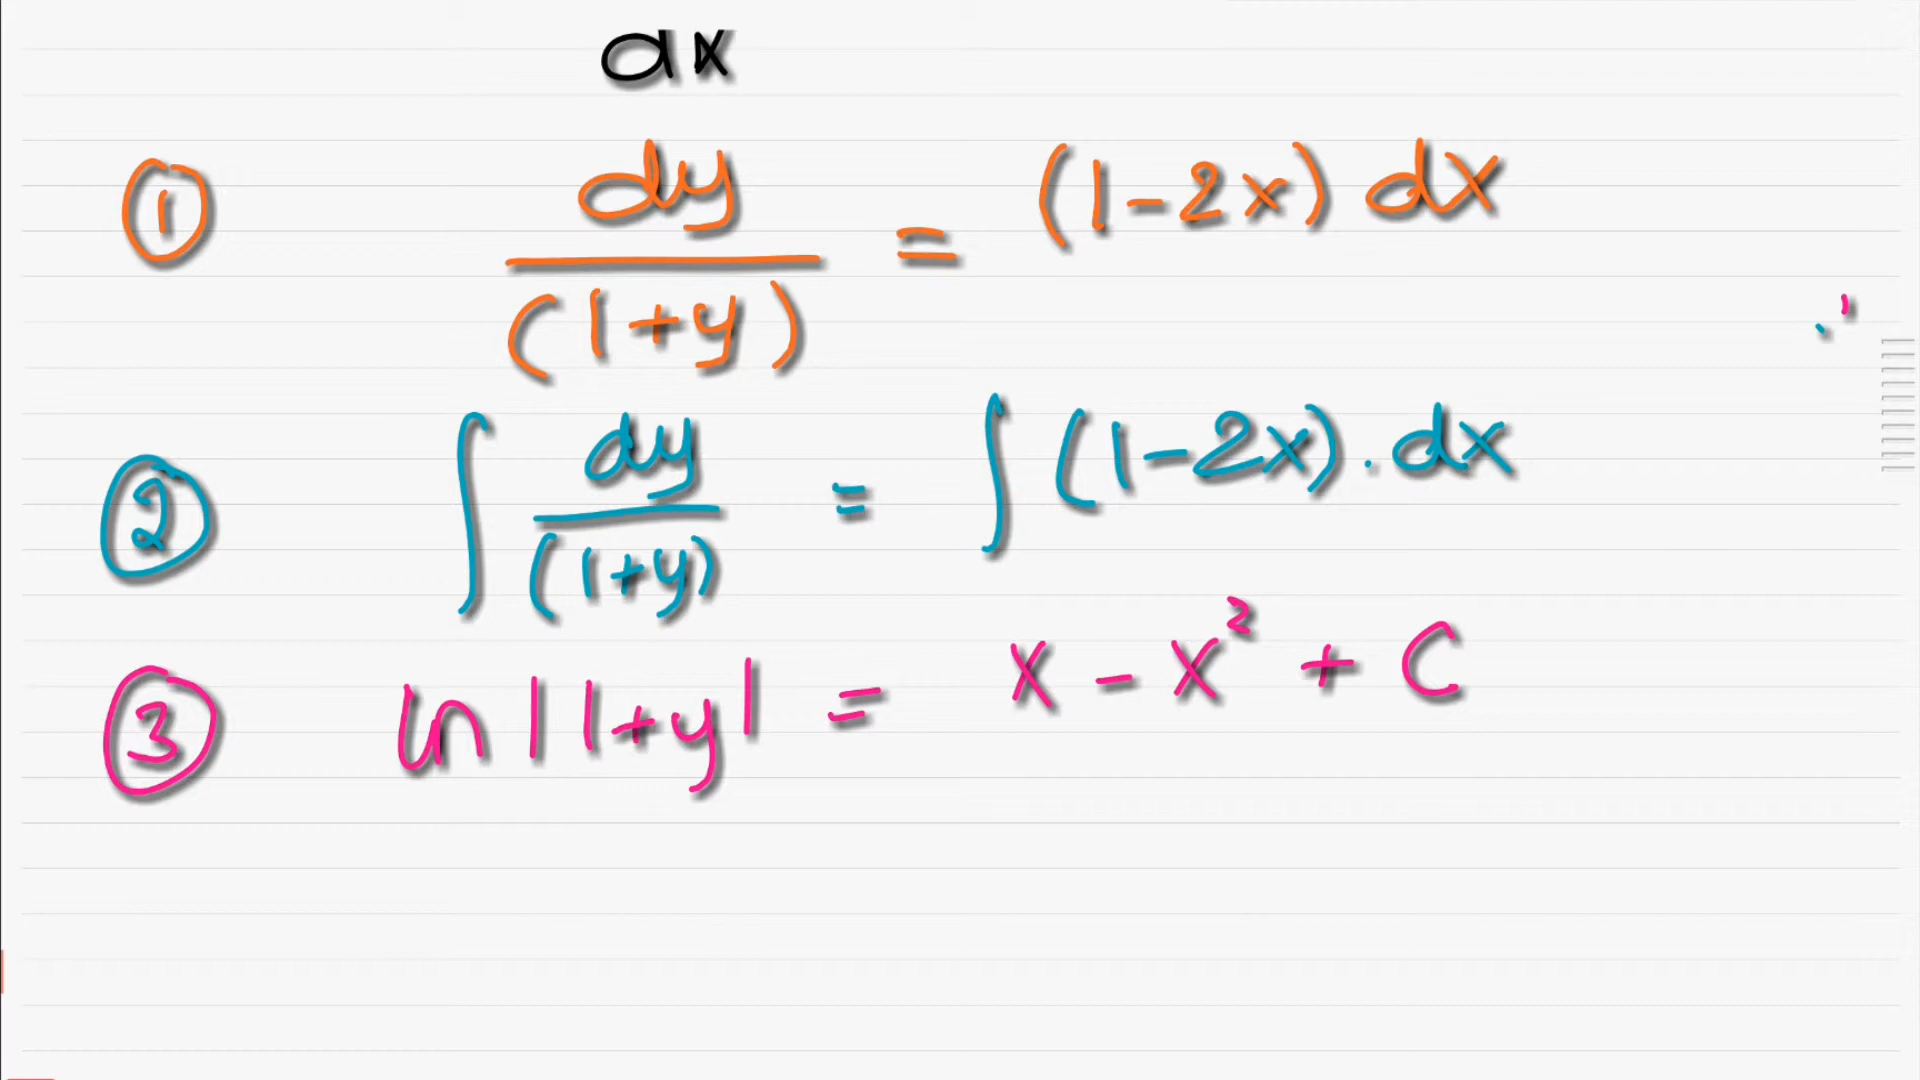 dx
① dy/(1+y) = (1-2x) dx
② ∫ dy/(1+y) = ∫ (1-2x) . dx
③ ln |1+y| = x - x² + C